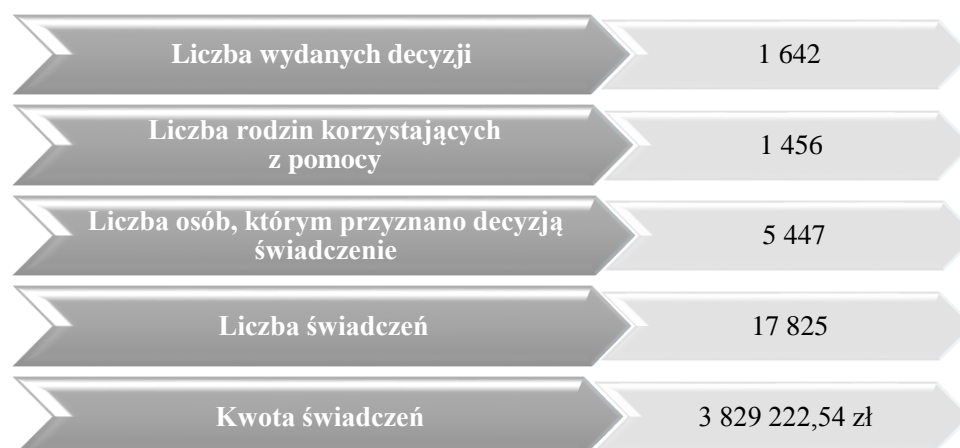 Liczba wydanych decyzji
1 642
Liczba rodzin korzystających
z pomocy
1 456
Liczba osób, którym przyznano decyzją
świadczenie
5 447
Liczba świadczeń
17 825
Kwota świadczeń
3 829 222,54 zł